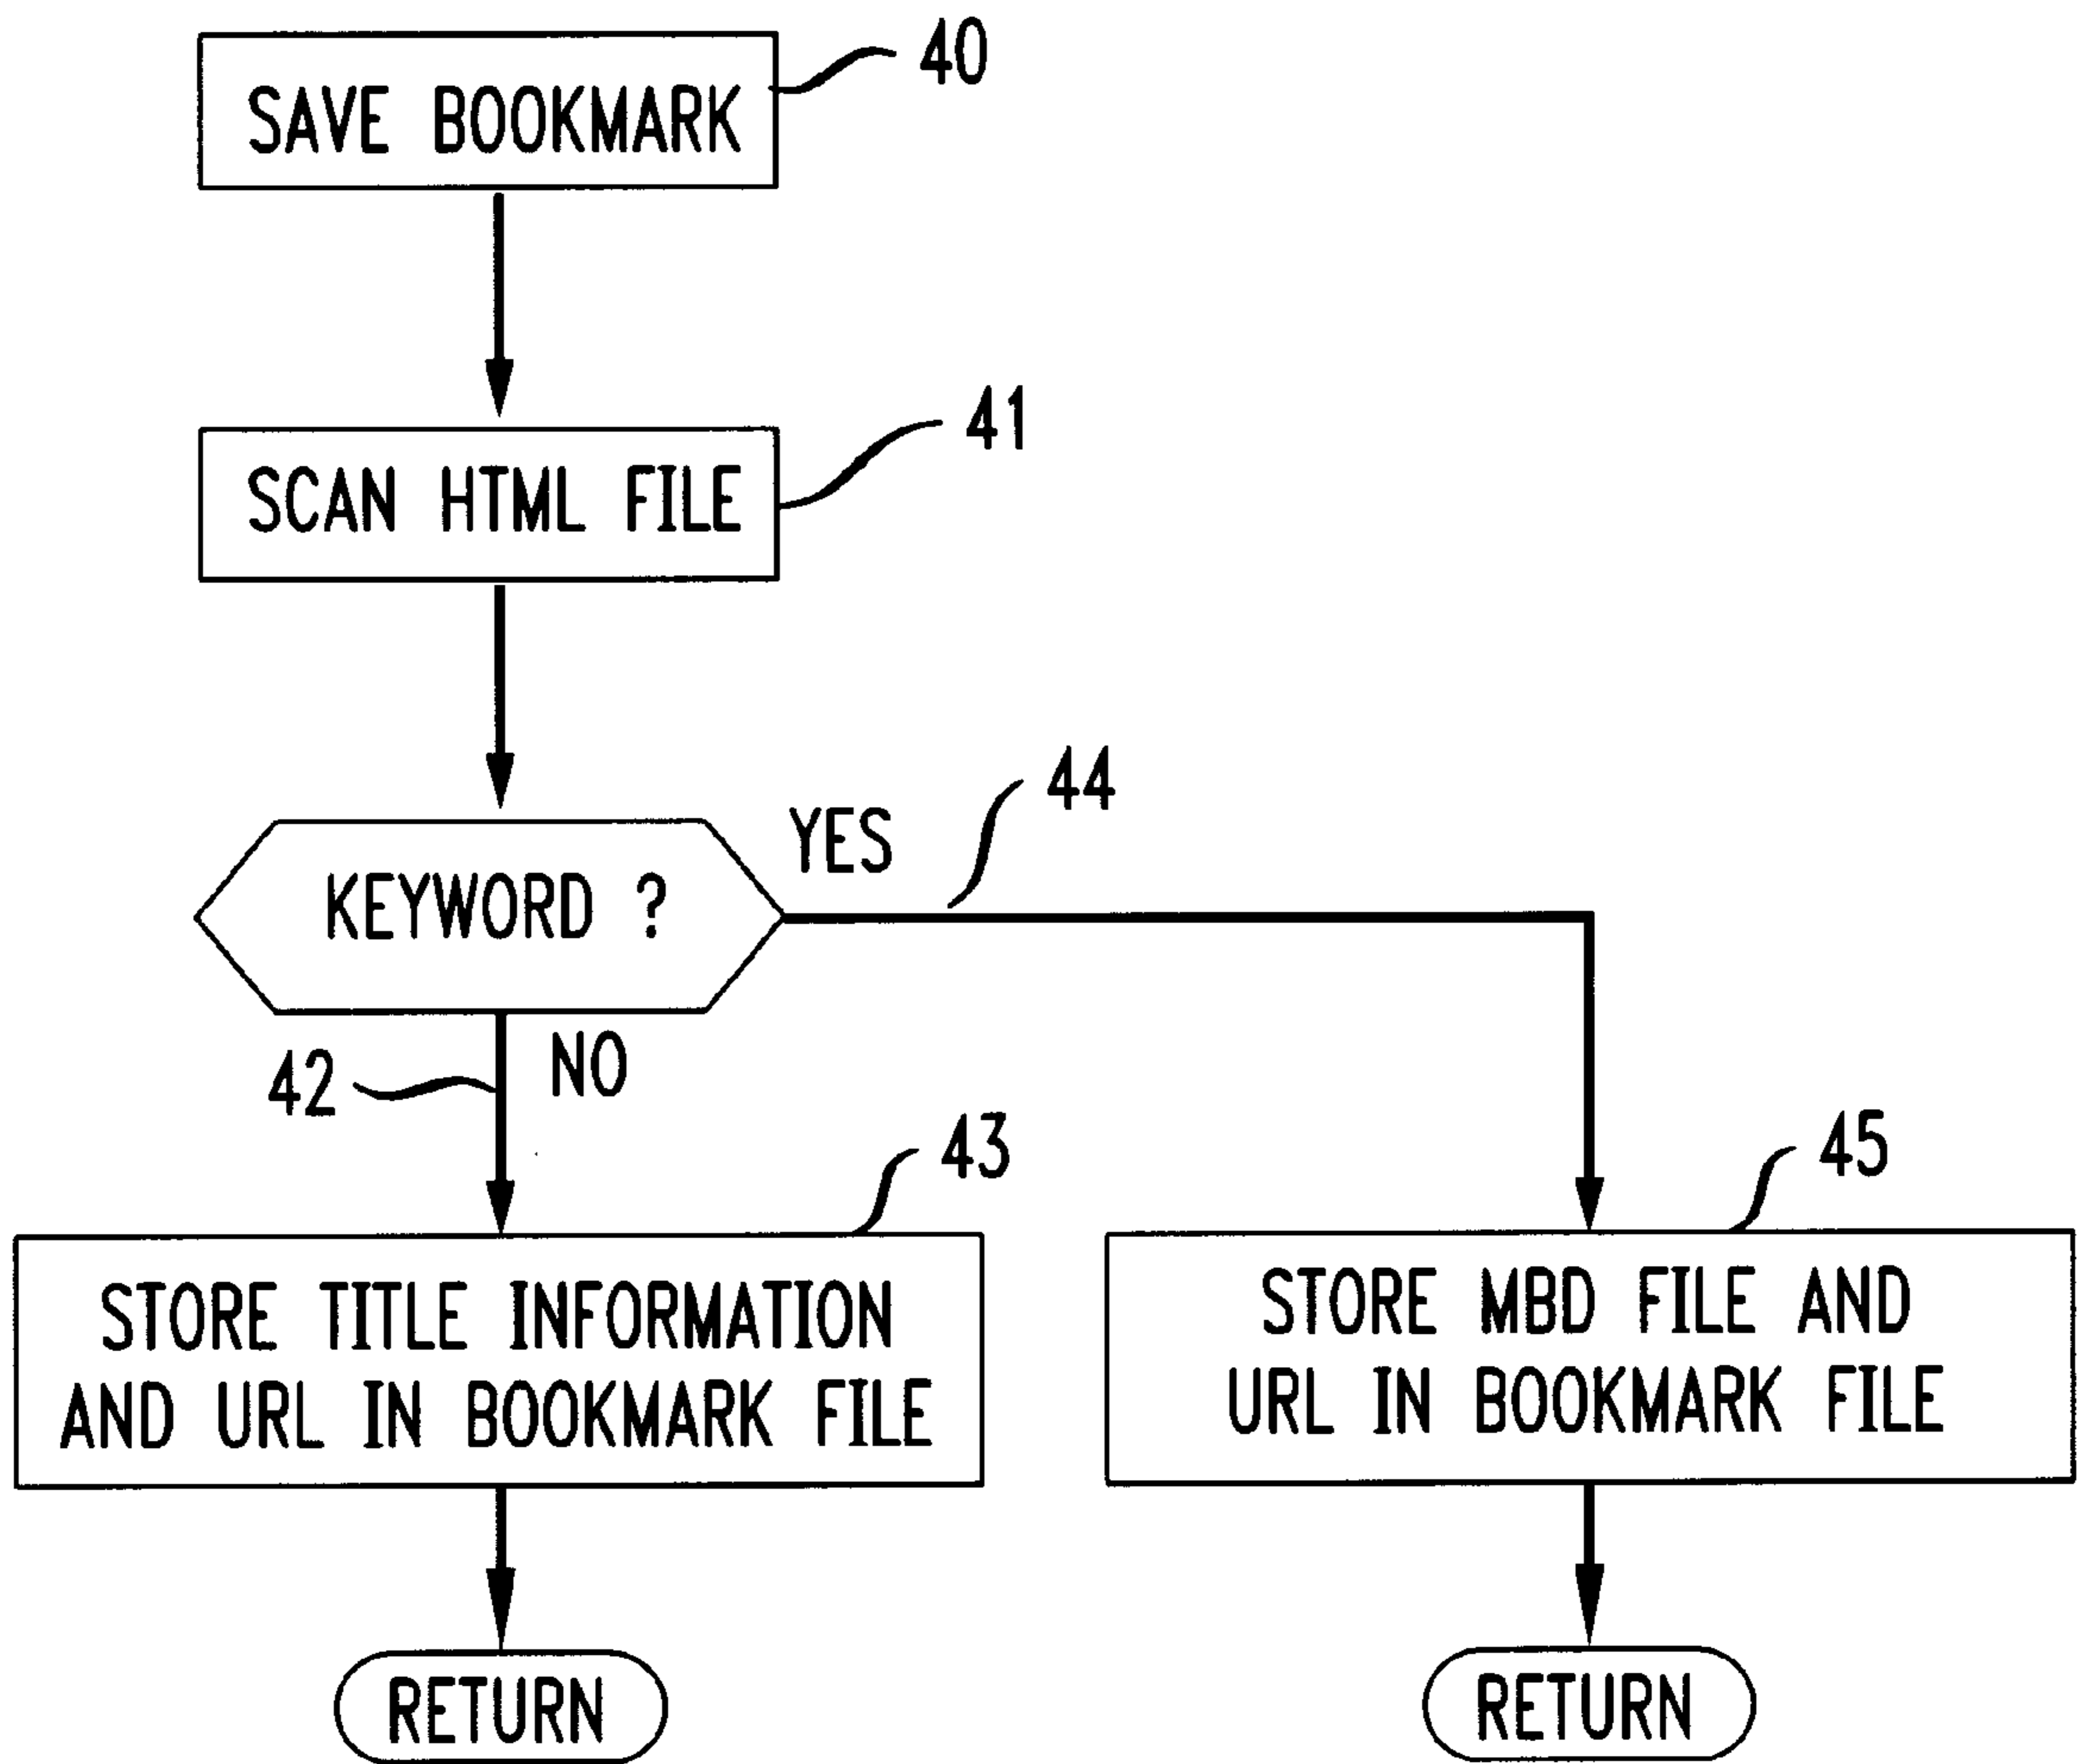 SAVE BOOKMARK
40
SCAN HTML FILE
41
KEYWORD ?
YES
44
42
NO
43
STORE TITLE INFORMATION
AND URL IN BOOKMARK FILE
45
STORE MBD FILE AND
URL IN BOOKMARK FILE
RETURN
RETURN